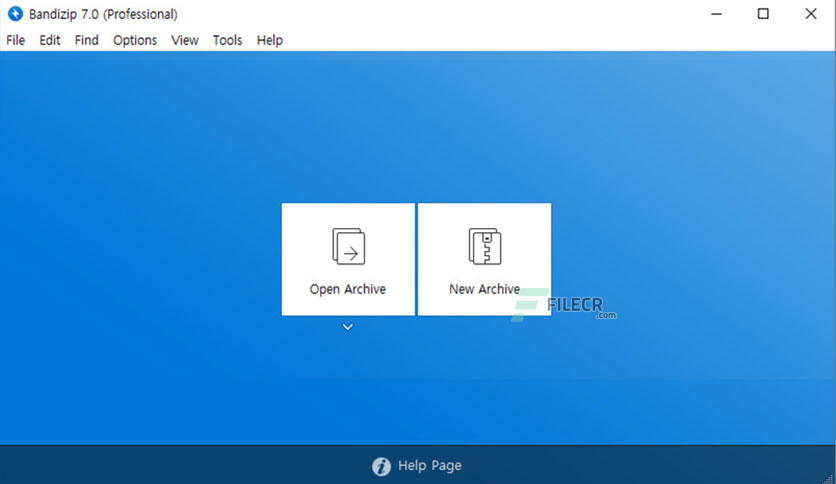 Bandizip 7.0 (Professional)
File Edit Find Options View Tools Help
Open Archive New Archive
FILECR
.com
Help Page